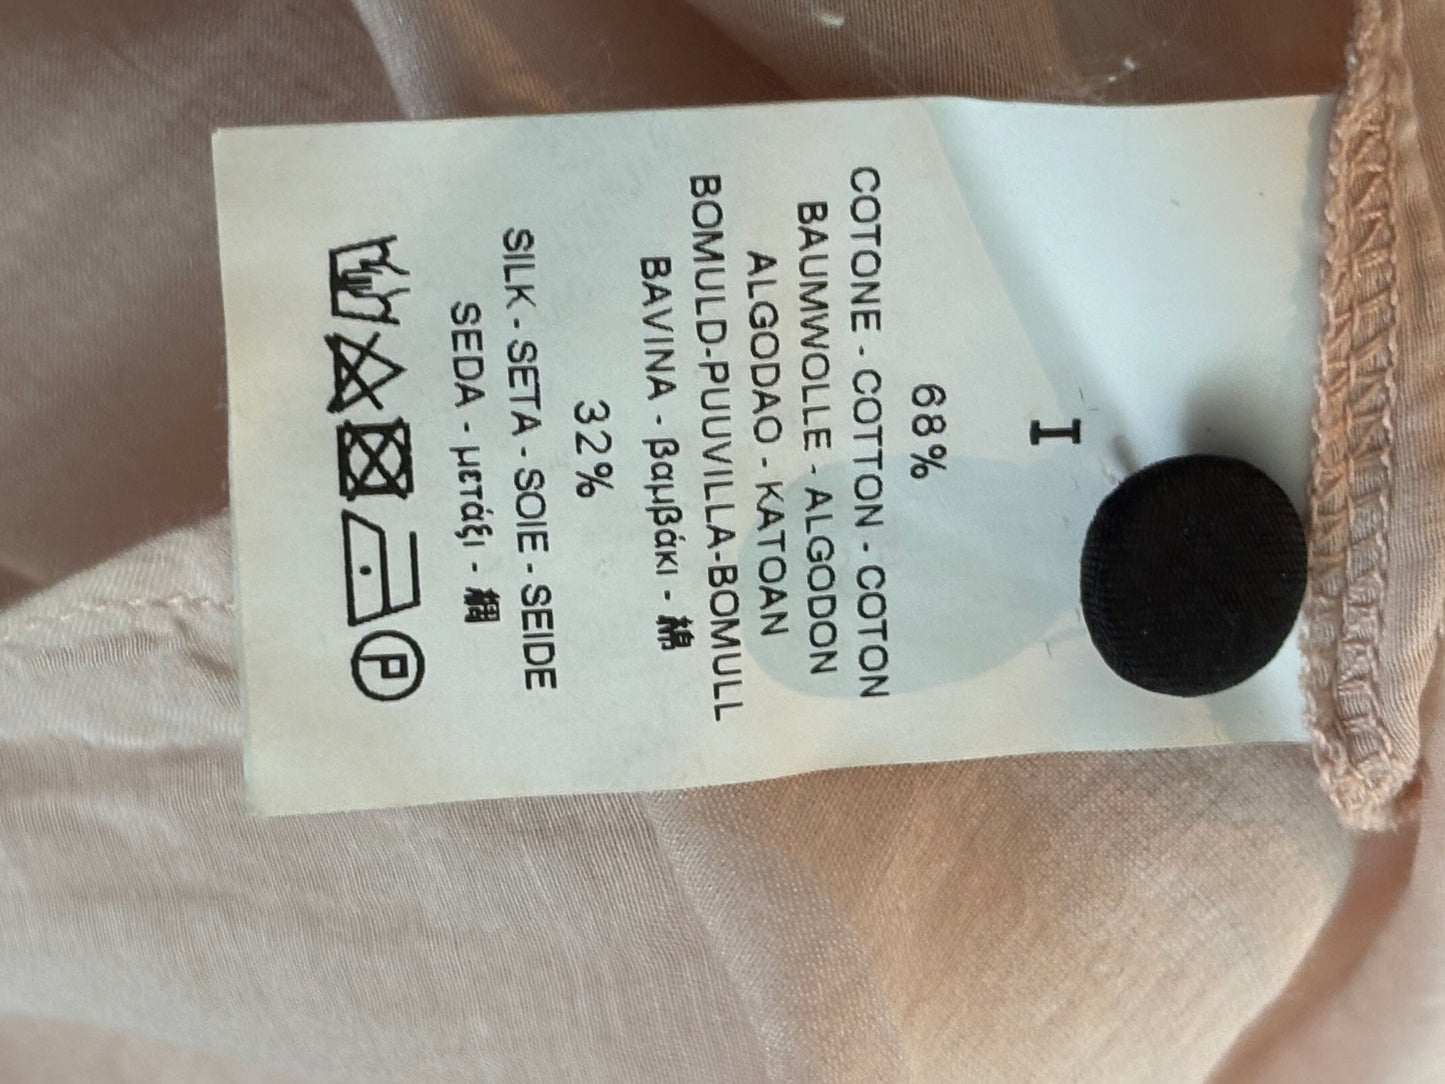 I
68%
COTONE - COTTON - COTON
BAUMWOLLE - ALGODON
ALGODAO - KATOAN
BOMULD-PUUVILLA-BOMULL
BAVINA - βαμβάκι - 綿
32%
SILK - SETA - SOIE - SEIDE
SEDA - μετάξι - 絹
P